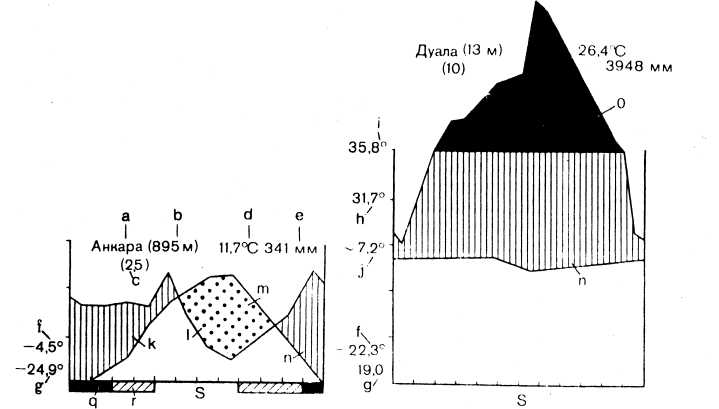 a b d e
Анкара (895 м) 11,7°C 341 мм
(25)
c
f
-4,5°
-24,9°
g
k
l
m
n
q r S
Дуала (13 м) 26,4°C
(10) 3948 мм
o
i
35,8°
31,7°
h
~7,2°
j
n
f
-22,3°
19,0
g
S